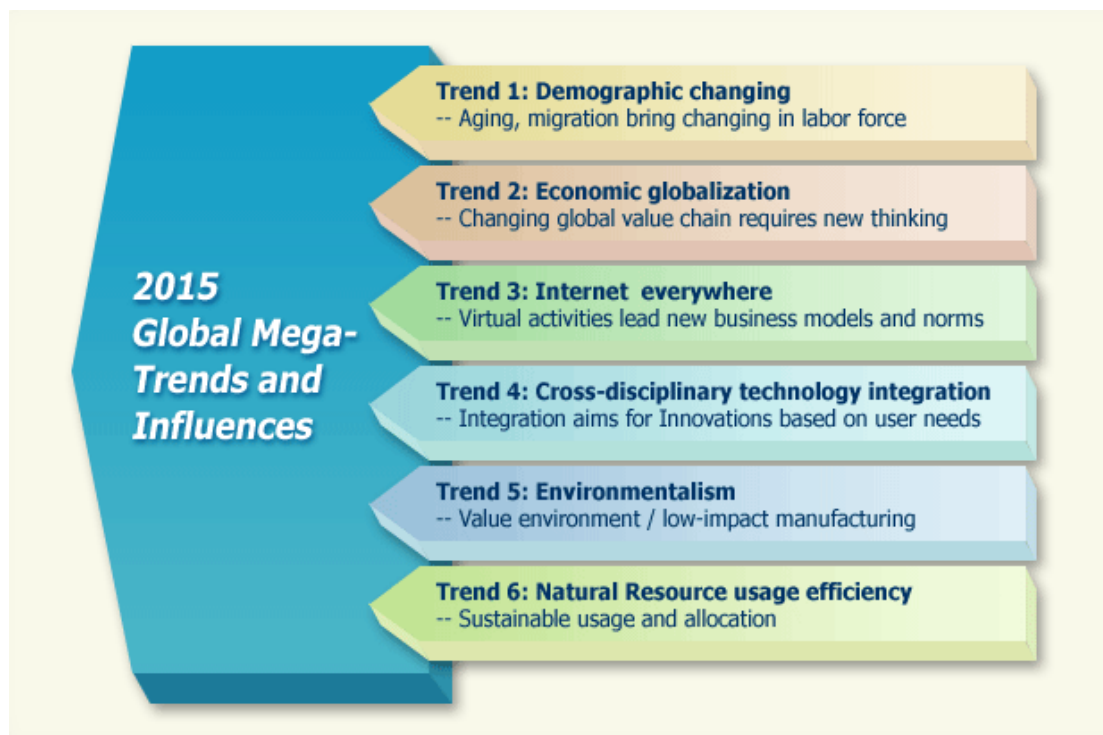 2015
Global Mega-
Trends and
Influences
Trend 1: Demographic changing
-- Aging, migration bring changing in labor force
Trend 2: Economic globalization
-- Changing global value chain requires new thinking
Trend 3: Internet everywhere
-- Virtual activities lead new business models and norms
Trend 4: Cross-disciplinary technology integration
-- Integration aims for Innovations based on user needs
Trend 5: Environmentalism
-- Value environment / low-impact manufacturing
Trend 6: Natural Resource usage efficiency
-- Sustainable usage and allocation